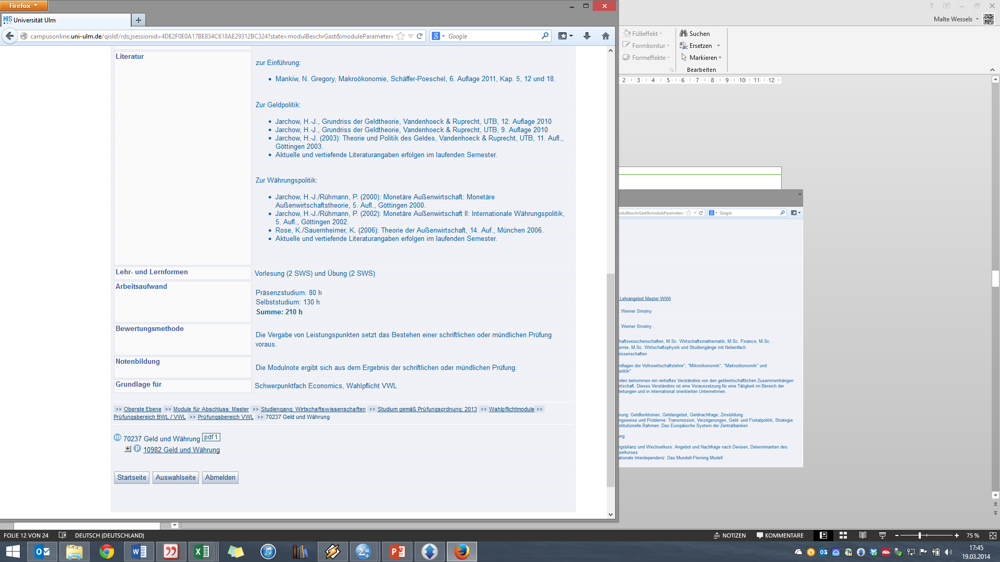 Firefox
HIS Universität Ulm
campusonline.uni-ulm.de/qislsf/rds;jsessionid=4DE2F0E0A17BE834C618AE29312BC324?state=modulBeschrGast&moduleParameter=
Google
Literatur
zur Einführung:
• Mankiw, N. Gregory, Makroökonomie, Schäffer-Poeschel, 6. Auflage 2011, Kap. 5, 12 und 18.
Zur Geldpolitik:
• Jarchow, H.-J., Grundriss der Geldtheorie, Vandenhoeck & Ruprecht, UTB, 12. Auflage 2010
• Jarchow, H.-J., Grundriss der Geldtheorie, Vandenhoeck & Ruprecht, UTB, 9. Auflage 2010
• Jarchow, H.-J. (2003): Theorie und Politik des Geldes, Vandenhoeck & Ruprecht, UTB, 11. Aufl.,
Göttingen 2003.
• Aktuelle und vertiefende Literaturangaben erfolgen im laufenden Semester.
Zur Währungspolitik:
• Jarchow, H.-J./Rühmann, P. (2000): Monetäre Außenwirtschaft: Monetäre
Außenwirtschaftstheorie, 5. Aufl., Göttingen 2000.
• Jarchow, H.-J./Rühmann, P. (2002): Monetäre Außenwirtschaft II: Internationale Währungspolitik,
5. Aufl., Göttingen 2002.
• Rose, K./Sauernheimer, K. (2006): Theorie der Außenwirtschaft, 14. Auf., München 2006.
• Aktuelle und vertiefende Literaturangaben erfolgen im laufenden Semester.
Lehr- und Lernformen
Vorlesung (2 SWS) und Übung (2 SWS)
Arbeitsaufwand
Präsenzstudium: 80 h
Selbststudium: 130 h
Summe: 210 h
Bewertungsmethode
Die Vergabe von Leistungspunkten setzt das Bestehen einer schriftlichen oder mündlichen Prüfung
voraus.
Notenbildung
Die Modulnote ergibt sich aus dem Ergebnis der schriftlichen oder mündlichen Prüfung.
Grundlage für
Schwerpunktfach Economics, Wahlpflicht VWL
>> Oberste Ebene >> Module für Abschluss: Master >> Studiengang: Wirtschaftswissenschaften >> Studium gemäß Prüfungsordnung: 2013 >> Wahlpflichtmodule >>
Prüfungsbereich BWL / VWL >> Prüfungsbereich VWL >> 70237 Geld und Währung
m 70237 Geld und Währung pdf 1
+ p 10982 Geld und Währung
Startseite Auswahlseite Abmelden
Malte Wessels
Fülleffekt
Formkontur
Formeffekte
Suchen
Ersetzen
Markieren
Bearbeiten
2 3 4 5 6 7 8 9 10 11 12
odulBeschrGast&moduleParameter= Google
Lehrangebot Master WiWi
. Werner Smolny
. Werner Smolny .
haftswisschenschaften, M.Sc. Wirtschaftsmathematik, M.Sc. Finance, M.Sc.
emie, M.Sc. Wirtschaftsphysik und Studiengänge mit Nebenfach
issenschaften
ndlagen der Volkswirtschaftslehre", "Mikroökonomik", "Makroökonomik" und
politik"
nden bekommen ein vertieftes Verständnis von den geldwirtschaftlichen Zusammenhängen
irtschaft. Dieses Verständnis ist eine Voraussetzung für eine Tätigkeit im Bereich der
leitungen und in international orientierten Unternehmen.
rung: Geldfunktionen, Geldangebot, Geldnachfrage, Zinsbildung
ngsweise und Probleme: Transmission, Verzögerungen, Geld- und Fiskalpolitik, Strategie
stitutionelle Rahmen: Das Europäische System der Zentralbanken
ng
ngsbilanz und Wechselkurs: Angebot und Nachfrage nach Devisen, Determinanten des
selkurses
ationale Interdependenz: Das Mundell-Fleming Modell
FOLIE 12 VON 24 DEUTSCH (DEUTSCHLAND) NOTIZEN KOMMENTARE 75 %
17:45
19.03.2014